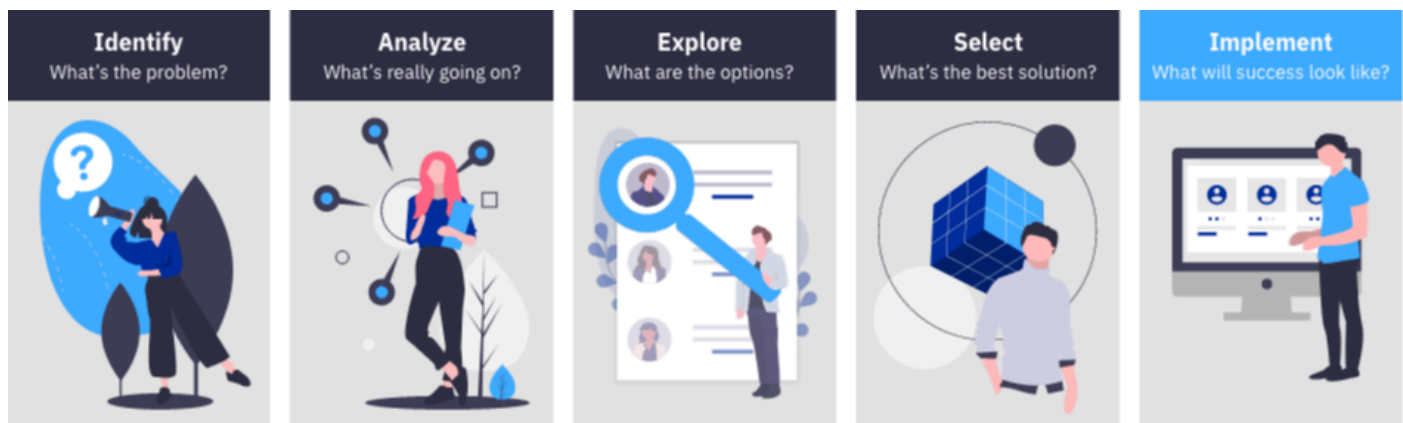 Identify
What's the problem?
Analyze
What's really going on?
Explore
What are the options?
Select
What's the best solution?
Implement
What will success look like?
?